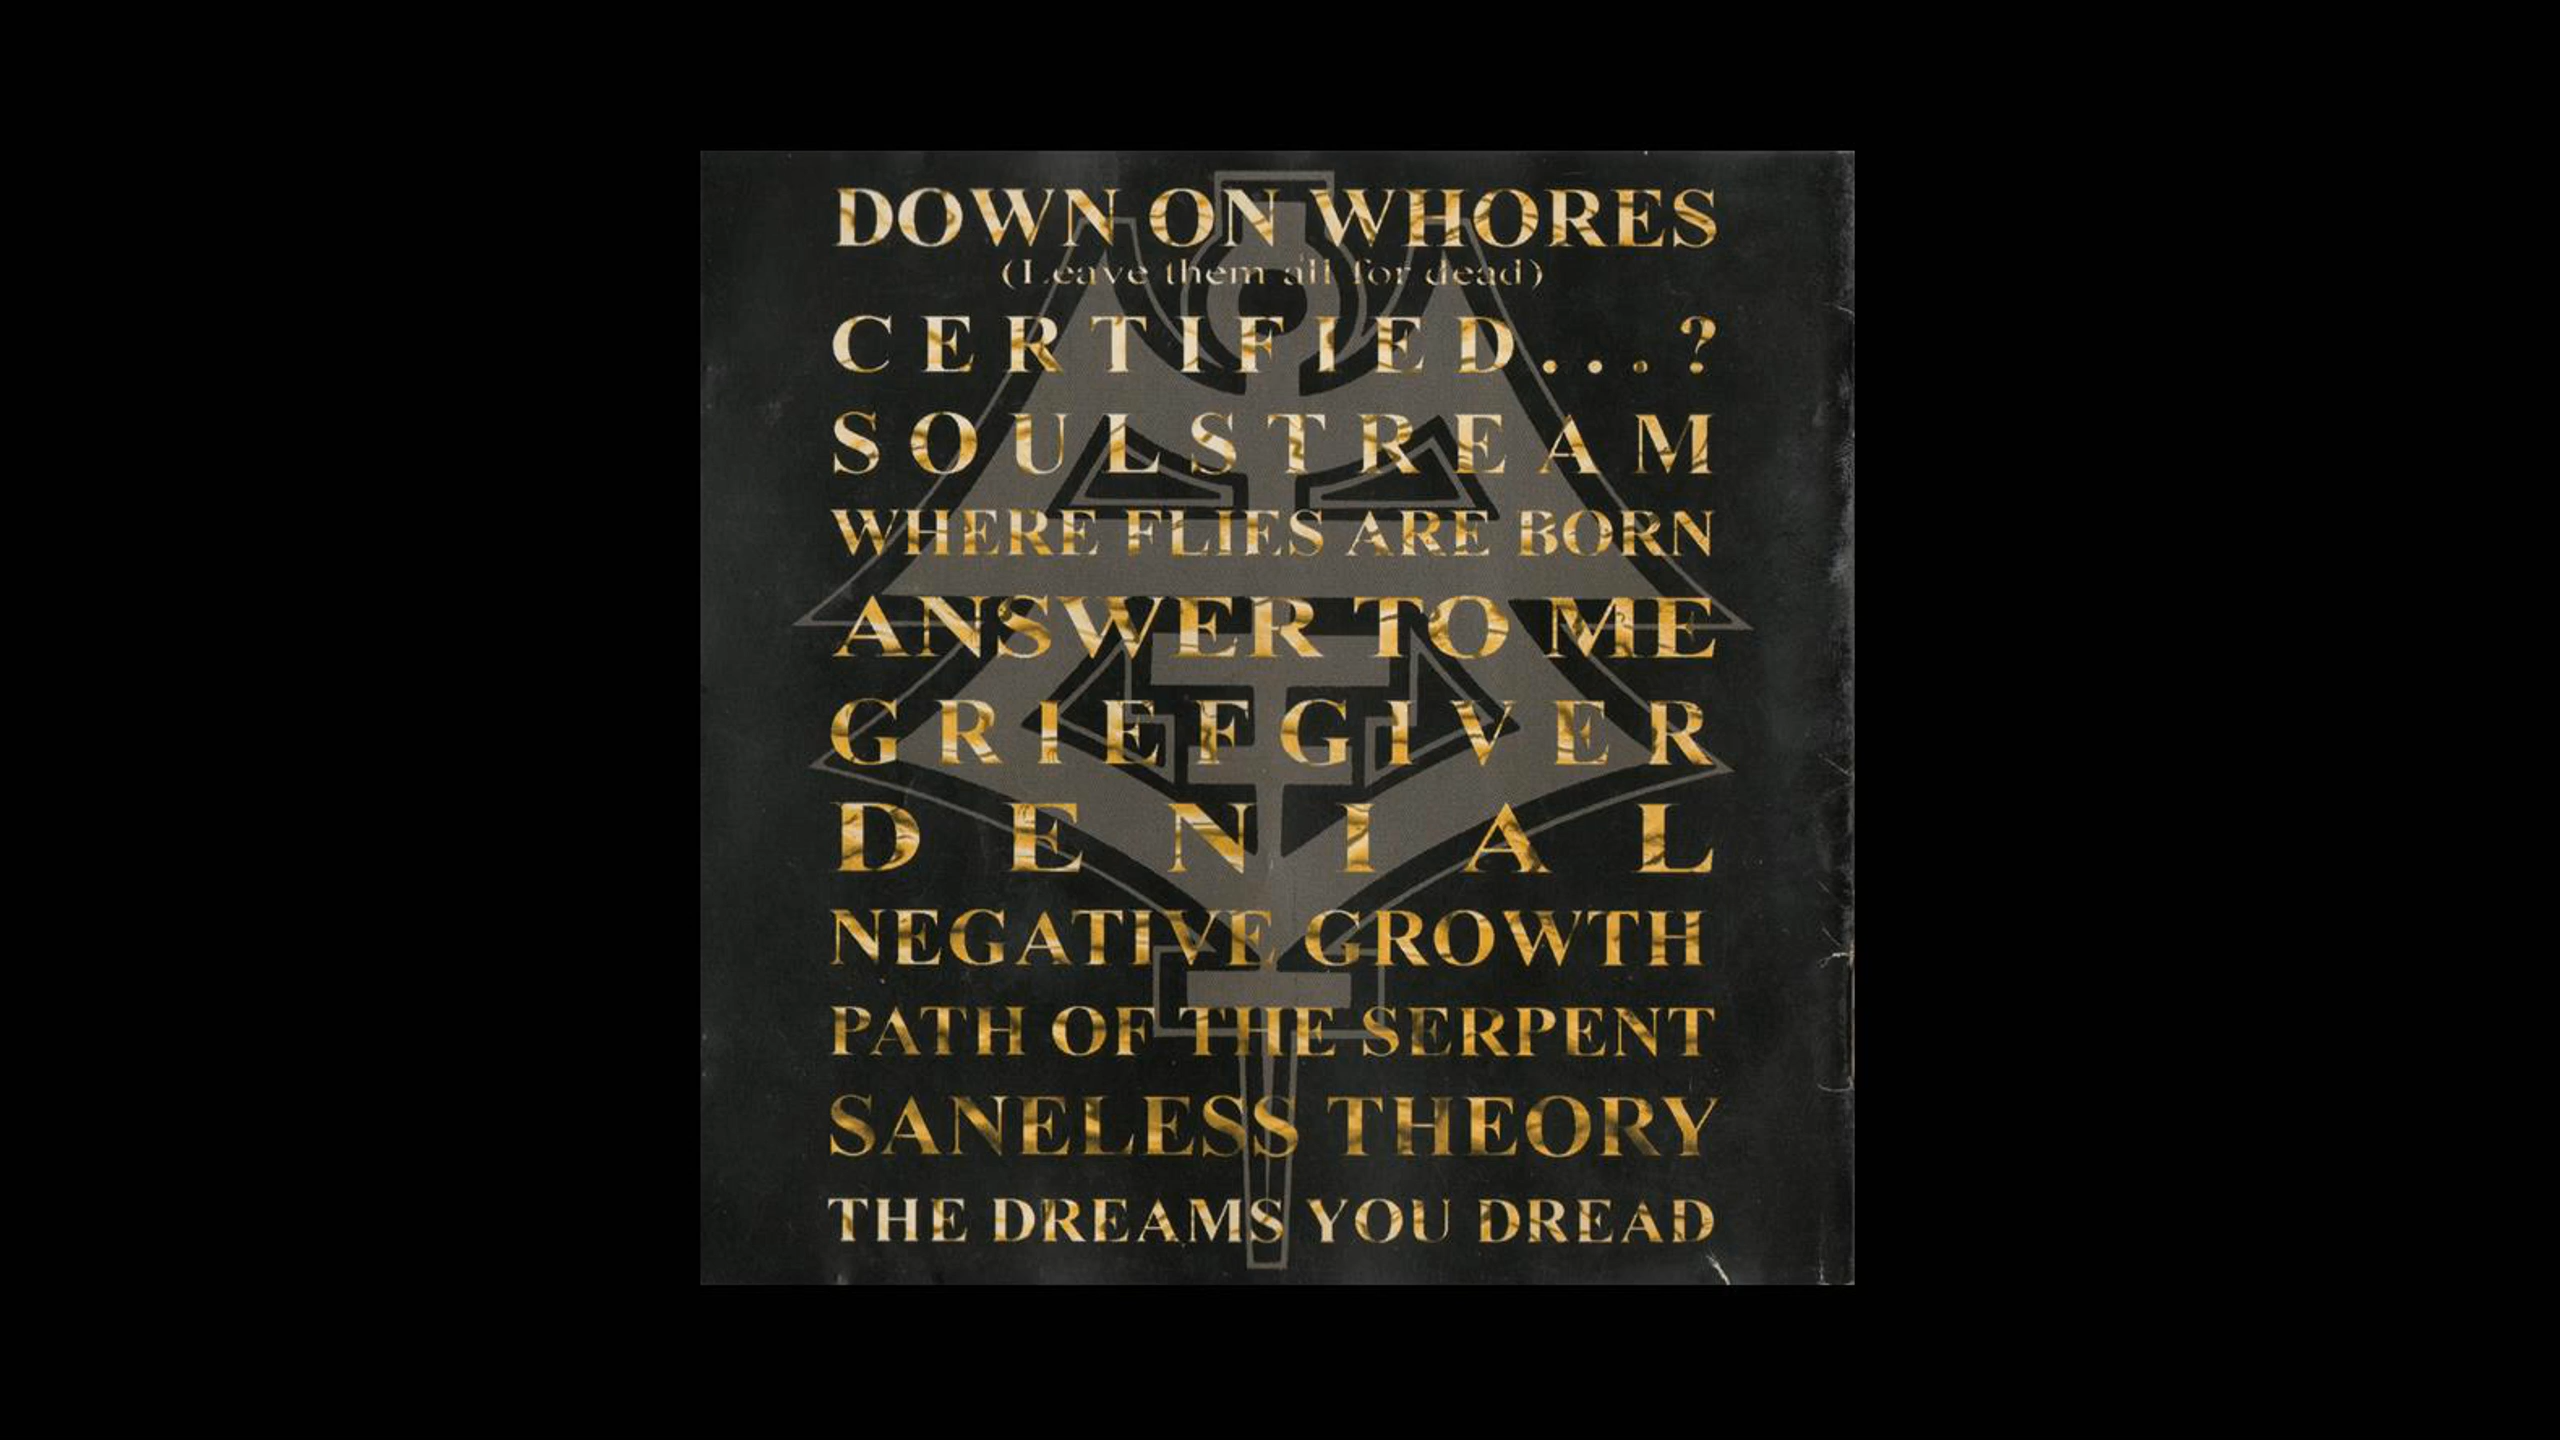 DOWN ON WHORES
(Leave them all for dead)
CERTIFIED...?
SOULSTREAM
WHERE FLIES ARE BORN
ANSWER TO ME
GRIEFGIVER
DENIAL
NEGATIVE GROWTH
PATH OF THE SERPENT
SANELESS THEORY
THE DREAMS YOU DREAD